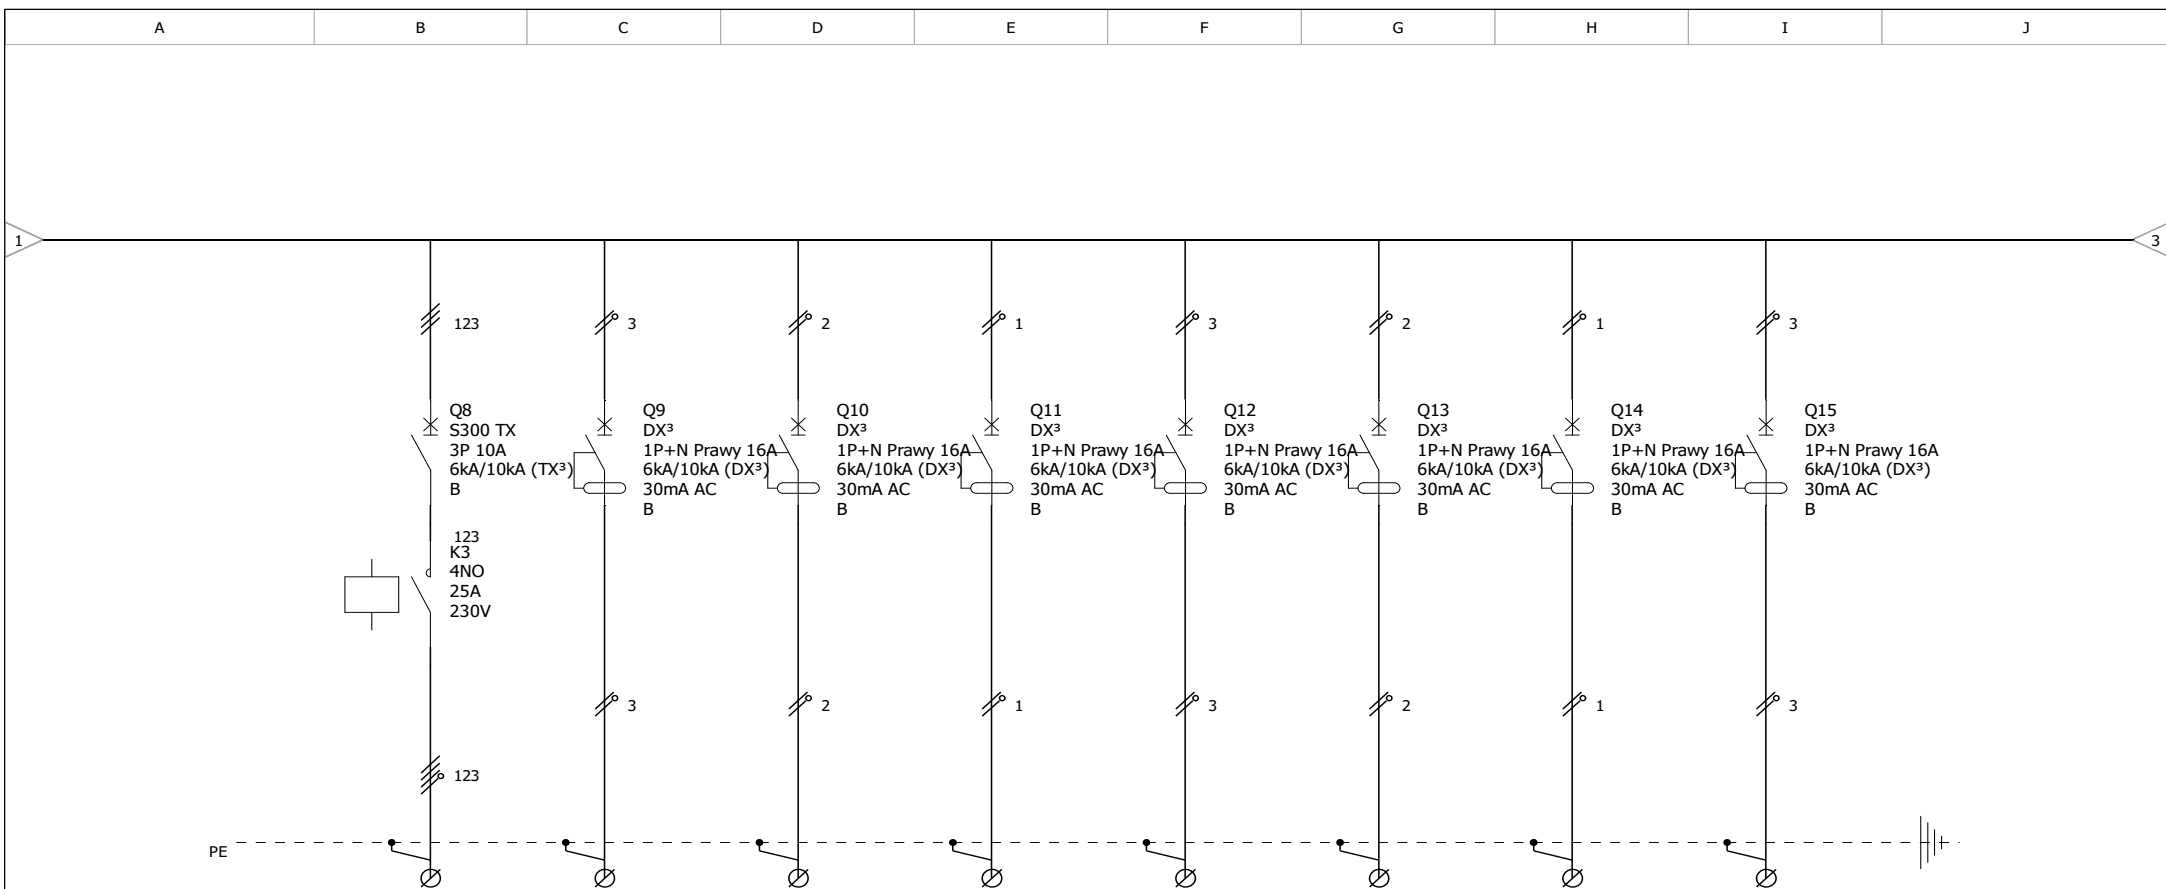 A B C D E F G H I J
1 3
123 3 2 1 3 2 1 3
Q8
S300 TX
3P 10A
6kA/10kA (TX³)
B
Q9
DX³
1P+N Prawy 16A
6kA/10kA (DX³)
30mA AC
B
Q10
DX³
1P+N Prawy 16A
6kA/10kA (DX³)
30mA AC
B
Q11
DX³
1P+N Prawy 16A
6kA/10kA (DX³)
30mA AC
B
Q12
DX³
1P+N Prawy 16A
6kA/10kA (DX³)
30mA AC
B
Q13
DX³
1P+N Prawy 16A
6kA/10kA (DX³)
30mA AC
B
Q14
DX³
1P+N Prawy 16A
6kA/10kA (DX³)
30mA AC
B
Q15
DX³
1P+N Prawy 16A
6kA/10kA (DX³)
30mA AC
B
123
K3
4NO
25A
230V
3 2 1 3 2 1 3
123
PE